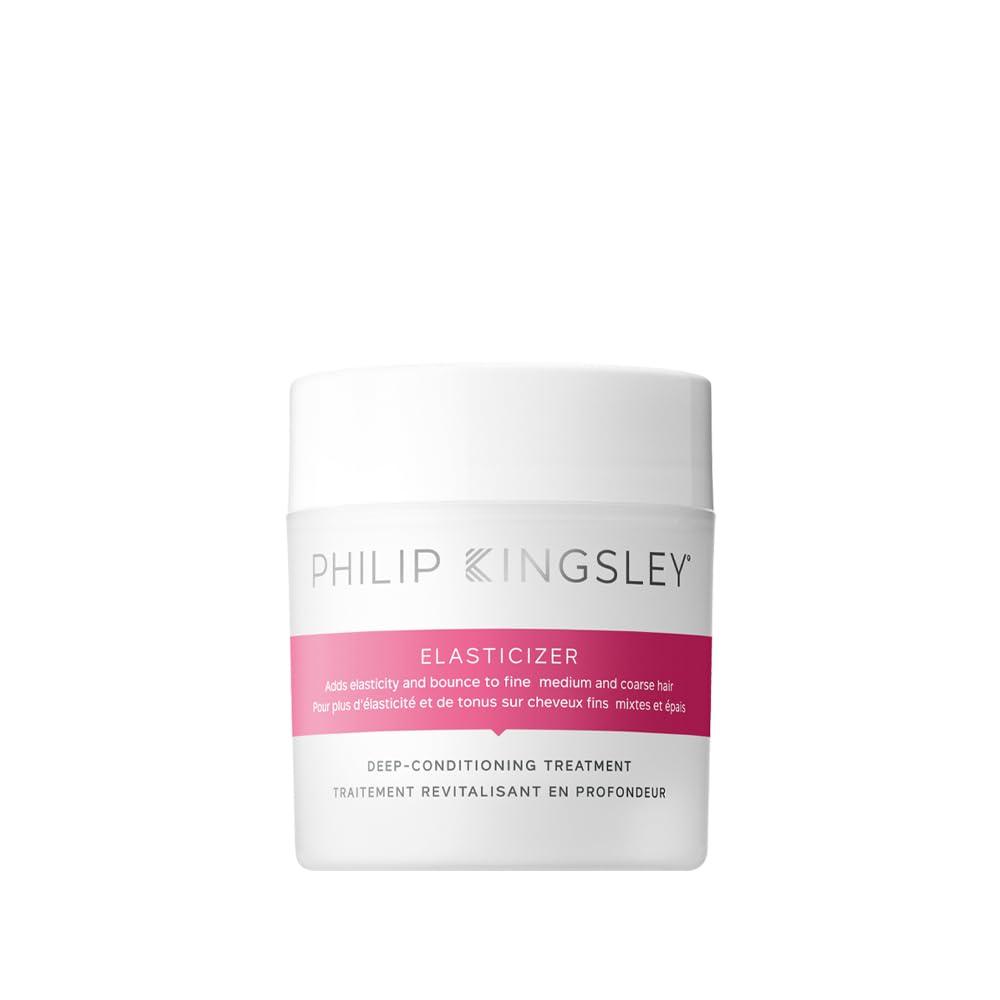 PHILIP KINGSLEY®
ELASTICIZER
Adds elasticity and bounce to fine medium and coarse hair
Pour plus d'élasticité et de tonus sur cheveux fins mixtes et épais
DEEP-CONDITIONING TREATMENT
TRAITEMENT REVITALISANT EN PROFONDEUR